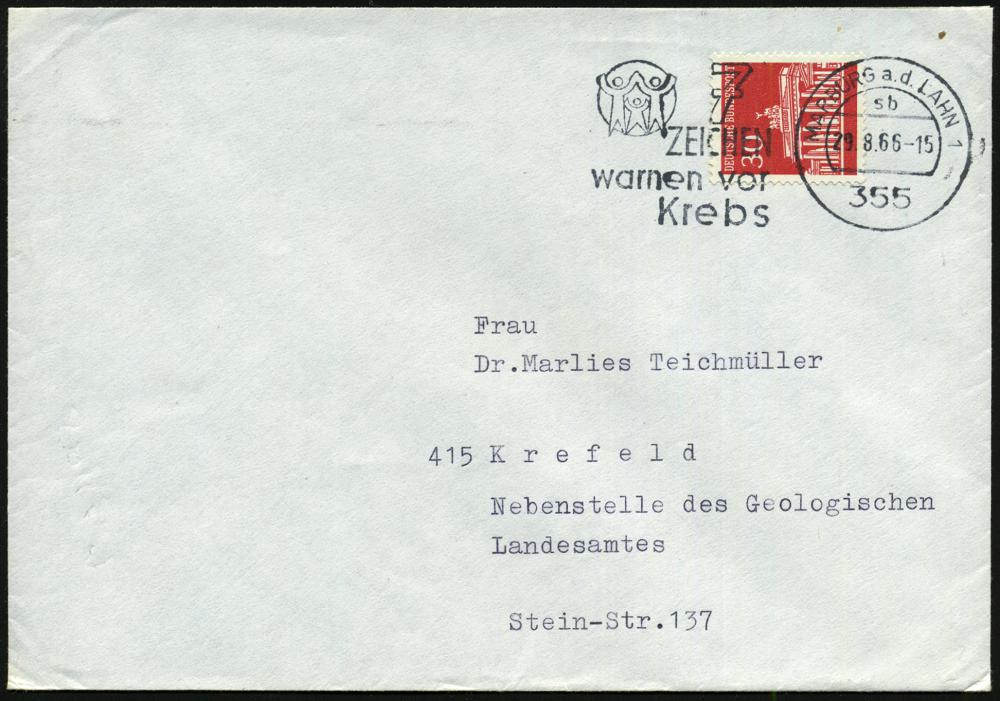 7
ZEICHEN
warnen vor
Krebs
DEUTSCHE BUNDESPOST
30
MARBURG a.d. LAHN 1
sb
29.8.66-15
355
Frau
Dr.Marlies Teichmüller
415 K r e f e l d
Nebenstelle des Geologischen
Landesamtes
Stein-Str.137